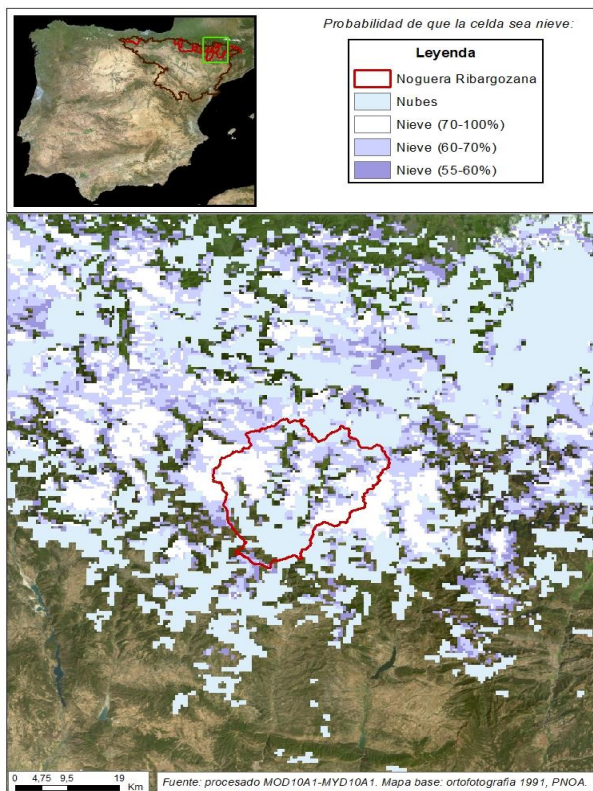 Probabilidad de que la celda sea nieve:
Leyenda
Noguera Ribargozana
Nubes
Nieve (70-100%)
Nieve (60-70%)
Nieve (55-60%)
0 4,75 9,5 19
Km
Fuente: procesado MOD10A1-MYD10A1. Mapa base: ortofotografía 1991, PNOA.